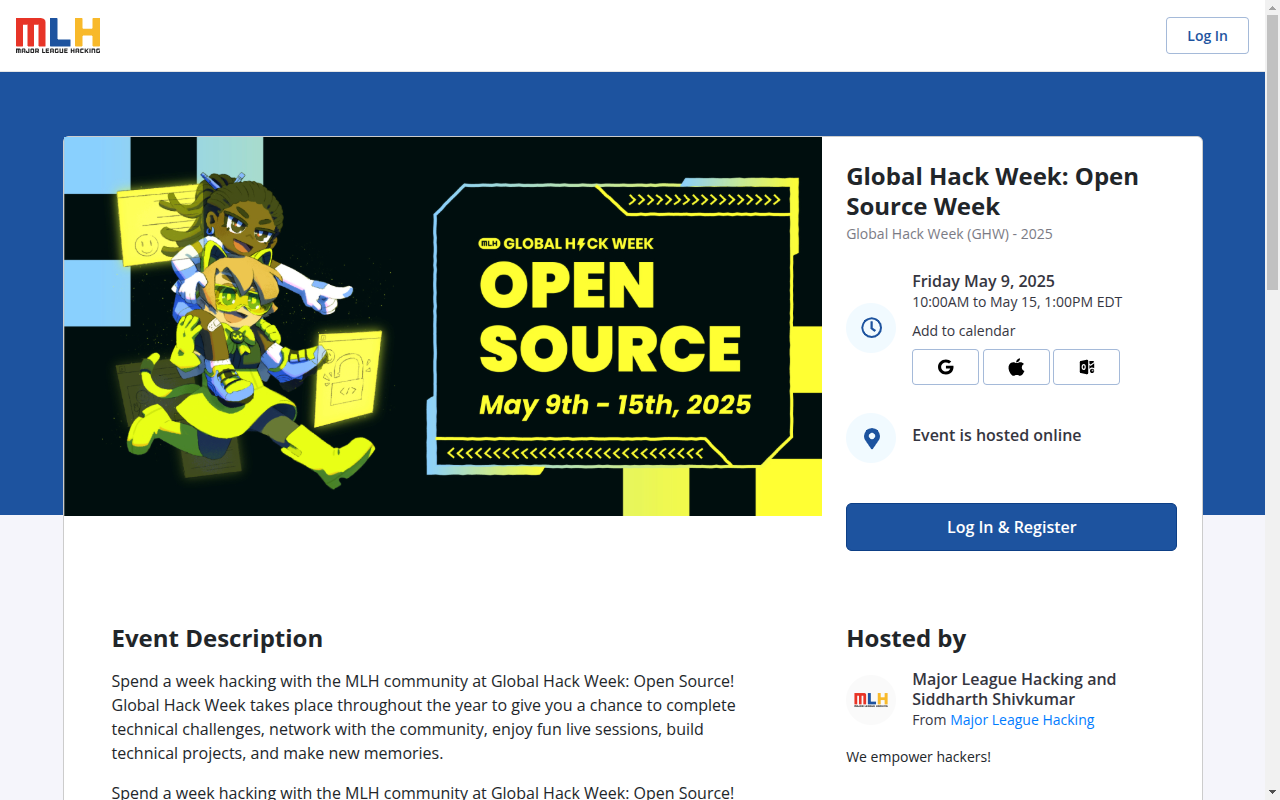 MLH
MAJOR LEAGUE HACKING
Log In
MLH GLOBAL HACK WEEK
OPEN
SOURCE
May 9th - 15th, 2025
Global Hack Week: Open
Source Week
Global Hack Week (GHW) - 2025
Friday May 9, 2025
10:00AM to May 15, 1:00PM EDT
Add to calendar
Event is hosted online
Log In & Register
Event Description
Spend a week hacking with the MLH community at Global Hack Week: Open Source!
Global Hack Week takes place throughout the year to give you a chance to complete
technical challenges, network with the community, enjoy fun live sessions, build
technical projects, and make new memories.
Spend a week hacking with the MLH community at Global Hack Week: Open Source!
Hosted by
MLH
Major League Hacking and
Siddharth Shivkumar
From Major League Hacking
We empower hackers!